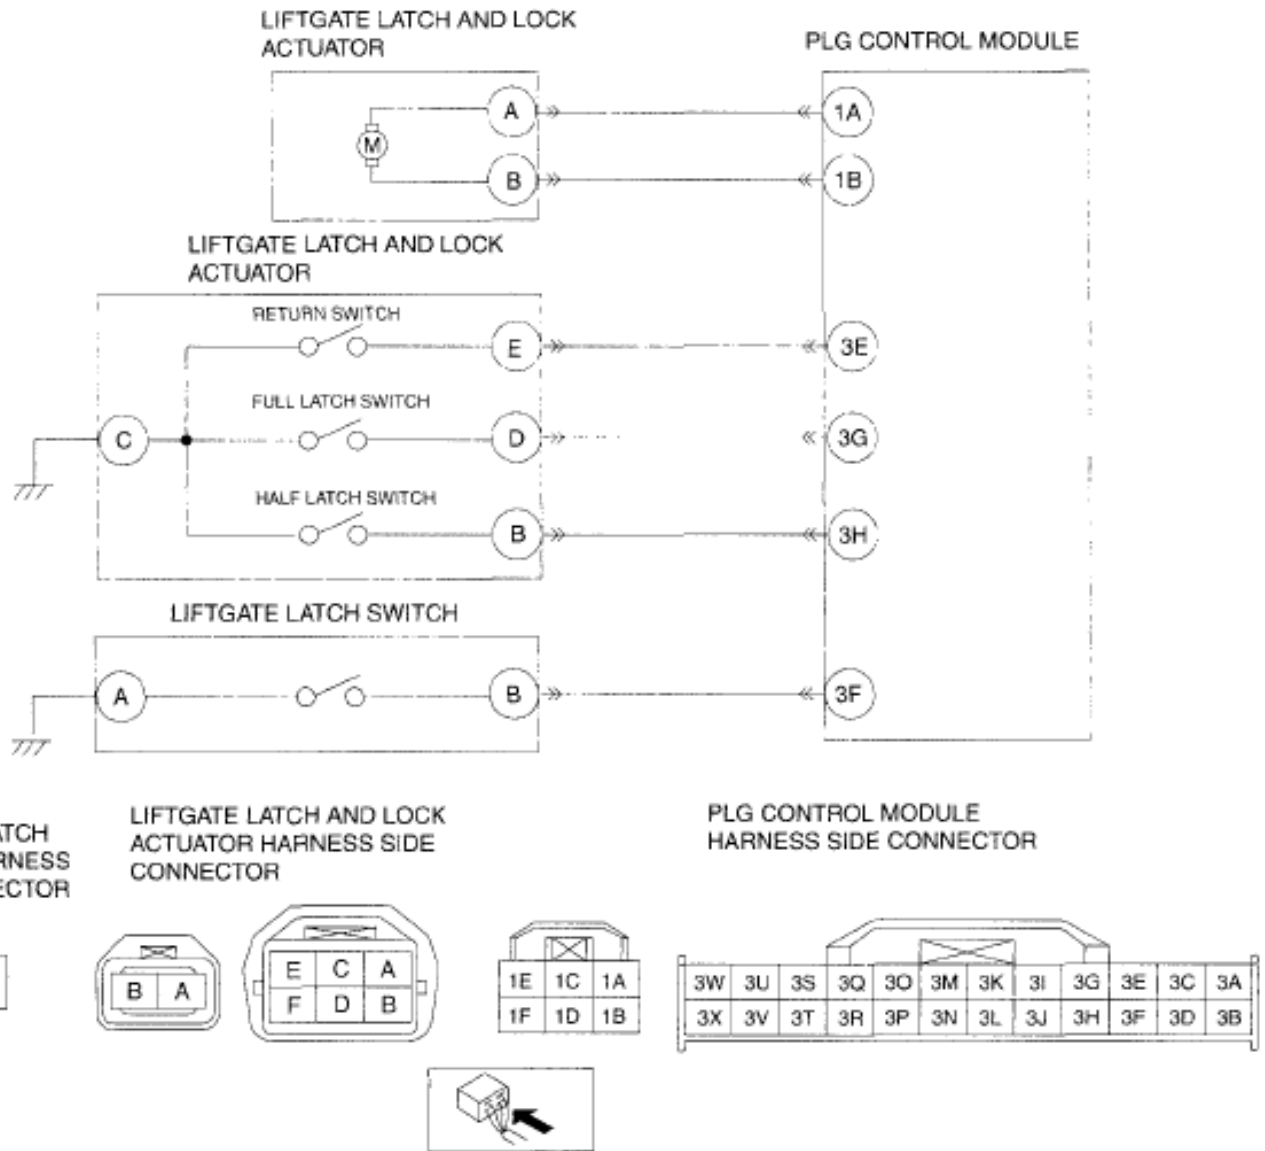 LIFTGATE LATCH AND LOCK
ACTUATOR
PLG CONTROL MODULE
A
1A
M
B
1B
LIFTGATE LATCH AND LOCK
ACTUATOR
RETURN SWITCH
E
3E
FULL LATCH SWITCH
C
D
3G
HALF LATCH SWITCH
B
3H
LIFTGATE LATCH SWITCH
A
B
3F
ATCH
RNESS
ECTOR
LIFTGATE LATCH AND LOCK
ACTUATOR HARNESS SIDE
CONNECTOR
PLG CONTROL MODULE
HARNESS SIDE CONNECTOR
B A
E C A
F D B
1E 1C 1A
1F 1D 1B
3W 3U 3S 3Q 3O 3M 3K 3I 3G 3E 3C 3A
3X 3V 3T 3R 3P 3N 3L 3J 3H 3F 3D 3B